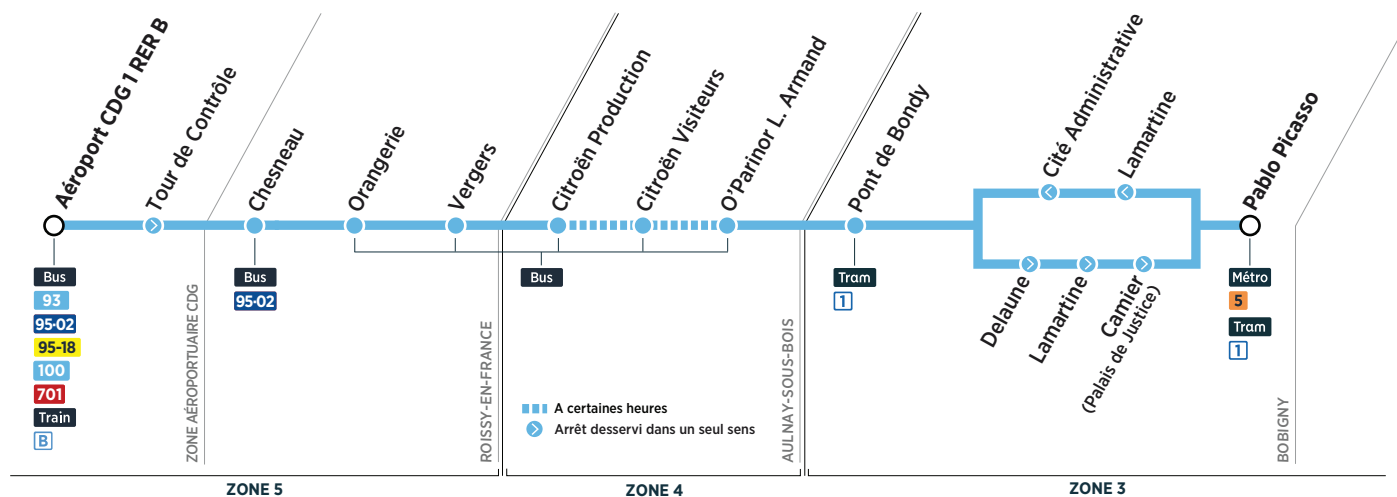 Aéroport CDG 1 RER B
Tour de Contrôle
Chesneau
Orangerie
Vergers
Citroën Production
Citroën Visiteurs
O'Parinor L. Armand
Pont de Bondy
Cité Administrative
Lamartine
Pablo Picasso
Delaune
Lamartine
Camier
(Palais de Justice)
Bus
93
95-02
95-18
100
701
Train
B
Bus
95-02
Bus
Tram
1
Métro
5
Tram
1
ZONE AÉROPORTUAIRE CDG
ROISSY-EN-FRANCE
AULNAY-SOUS-BOIS
BOBIGNY
A certaines heures
Arrêt desservi dans un seul sens
ZONE 5
ZONE 4
ZONE 3